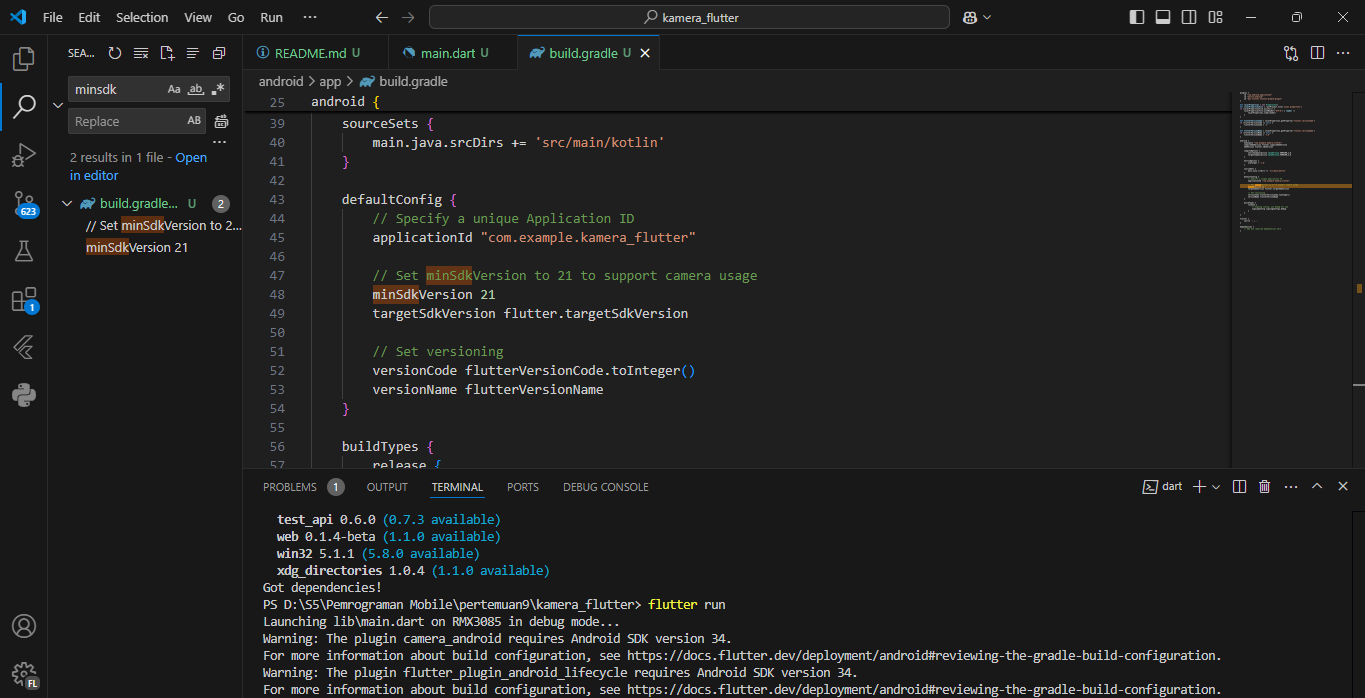 File Edit Selection View Go Run ···
kamera_flutter
SEA...
minsdk Aa ab .*
Replace AB
2 results in 1 file - Open in editor
build.gradle... U 2
// Set minSdkVersion to 2...
minSdkVersion 21
623
1
FL
README.md U main.dart U build.gradle U
android > app > build.gradle
25 android {
39 sourceSets {
40 main.java.srcDirs += 'src/main/kotlin'
41 }
42
43 defaultConfig {
44 // Specify a unique Application ID
45 applicationId "com.example.kamera_flutter"
46
47 // Set minSdkVersion to 21 to support camera usage
48 minSdkVersion 21
49 targetSdkVersion flutter.targetSdkVersion
50
51 // Set versioning
52 versionCode flutterVersionCode.toInteger()
53 versionName flutterVersionName
54 }
55
56 buildTypes {
57 release {
PROBLEMS 1 OUTPUT TERMINAL PORTS DEBUG CONSOLE dart
test_api 0.6.0 (0.7.3 available)
web 0.1.4-beta (1.1.0 available)
win32 5.1.1 (5.8.0 available)
xdg_directories 1.0.4 (1.1.0 available)
Got dependencies!
PS D:\S5\Pemrograman Mobile\pertemuan9\kamera_flutter> flutter run
Launching lib\main.dart on RMX3085 in debug mode...
Warning: The plugin camera_android requires Android SDK version 34.
For more information about build configuration, see https://docs.flutter.dev/deployment/android#reviewing-the-gradle-build-configuration.
Warning: The plugin flutter_plugin_android_lifecycle requires Android SDK version 34.
For more information about build configuration, see https://docs.flutter.dev/deployment/android#reviewing-the-gradle-build-configuration.